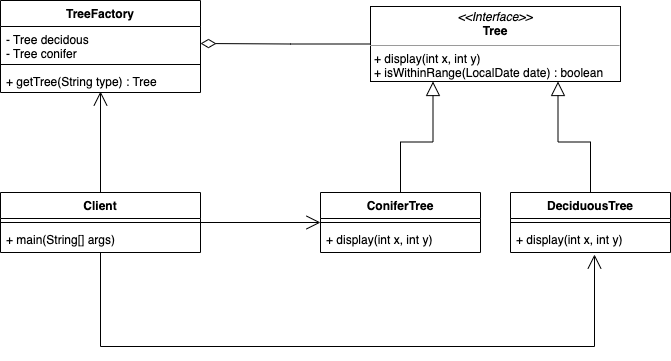 TreeFactory
- Tree decidous
- Tree conifer
+ getTree(String type) : Tree
<<Interface>>
Tree
+ display(int x, int y)
+ isWithinRange(LocalDate date) : boolean
Client
+ main(String[] args)
ConiferTree
+ display(int x, int y)
DeciduousTree
+ display(int x, int y)